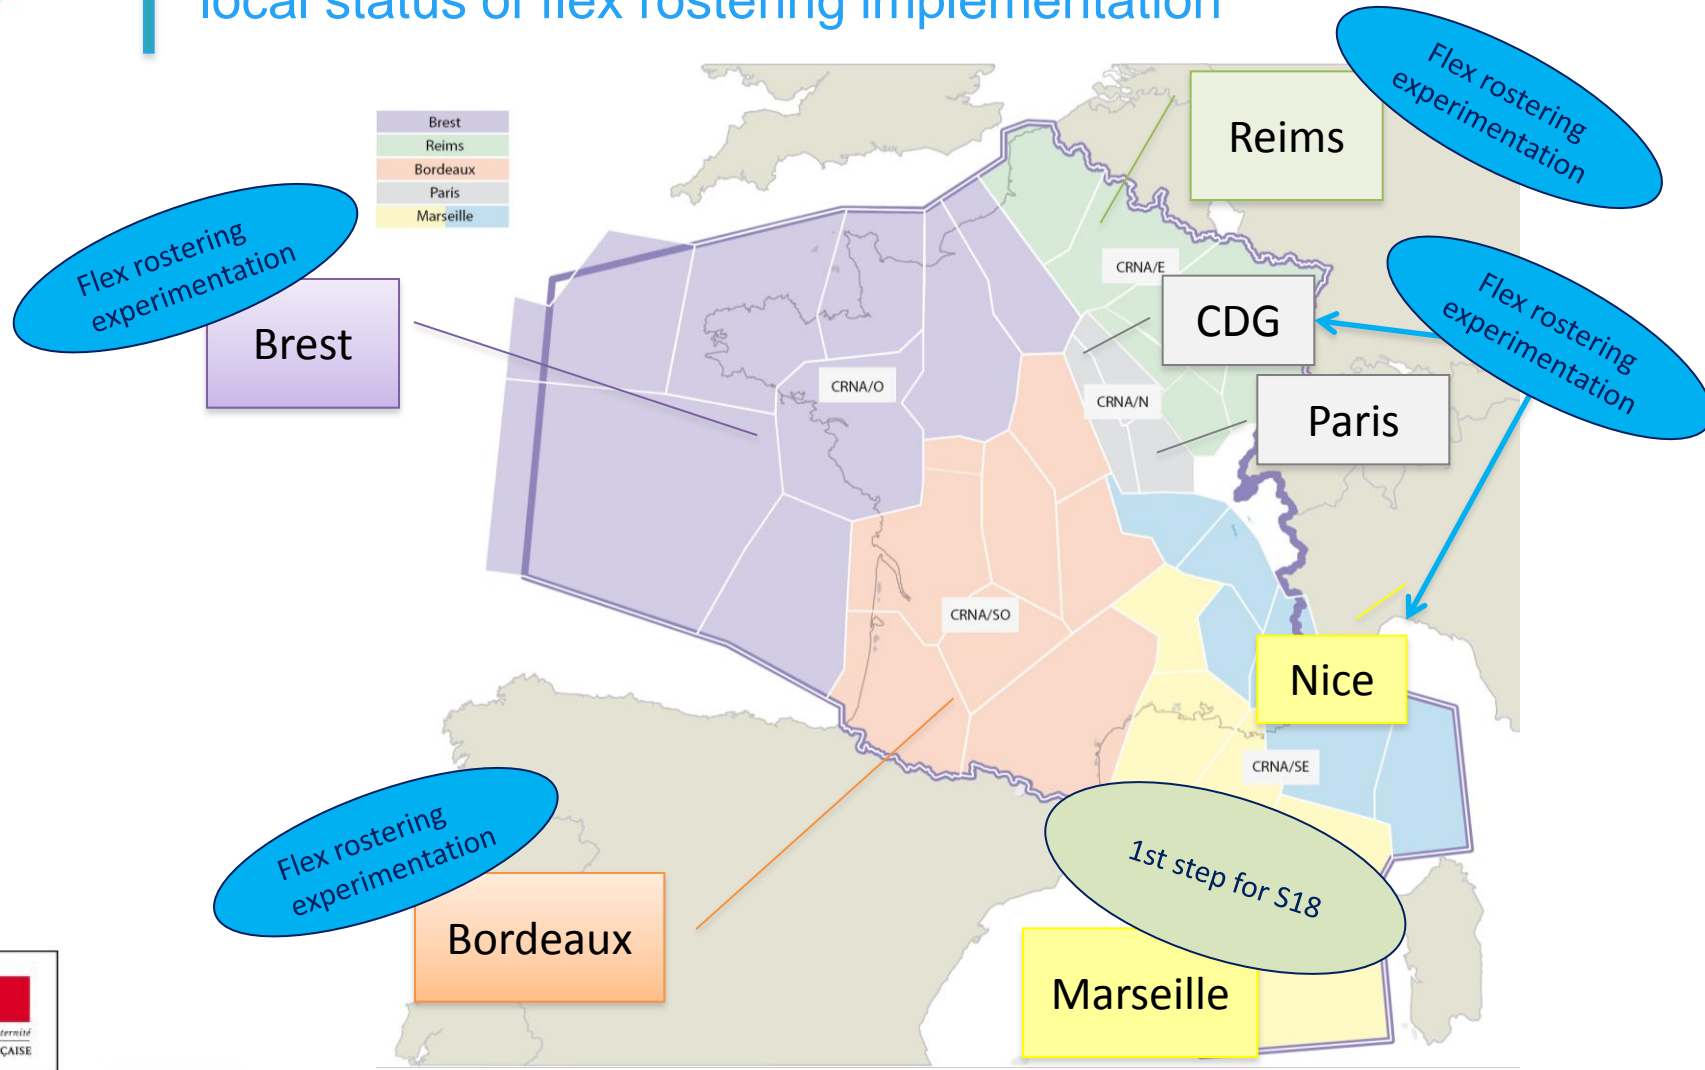 local status of flex rostering implementation
Flex rostering
experimentation
Reims
Brest
Reims
Bordeaux
Paris
Marseille
Flex rostering
experimentation
Brest
CRNA/E
CDG
Flex rostering
experimentation
CRNA/O
CRNA/N
Paris
CRNA/SO
Nice
CRNA/SE
Flex rostering
experimentation
Bordeaux
1st step for S18
Marseille